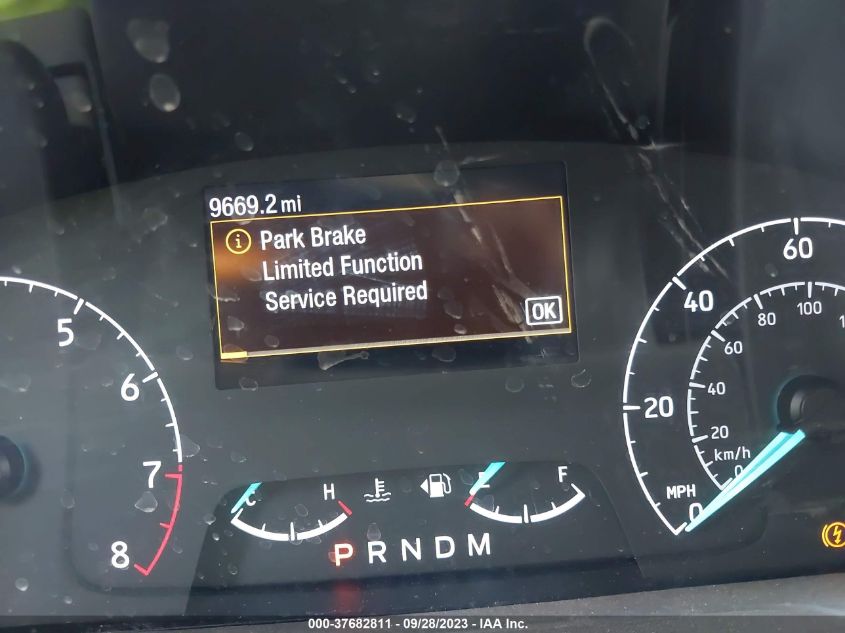 9669.2 mi
Park Brake
Limited Function
Service Required
OK
5
6
7
8
C H
E F
P R N D M
0 20 40 60
MPH
0 20 40 60 80 100
km/h
000-37682811 - 09/28/2023 - IAA Inc.